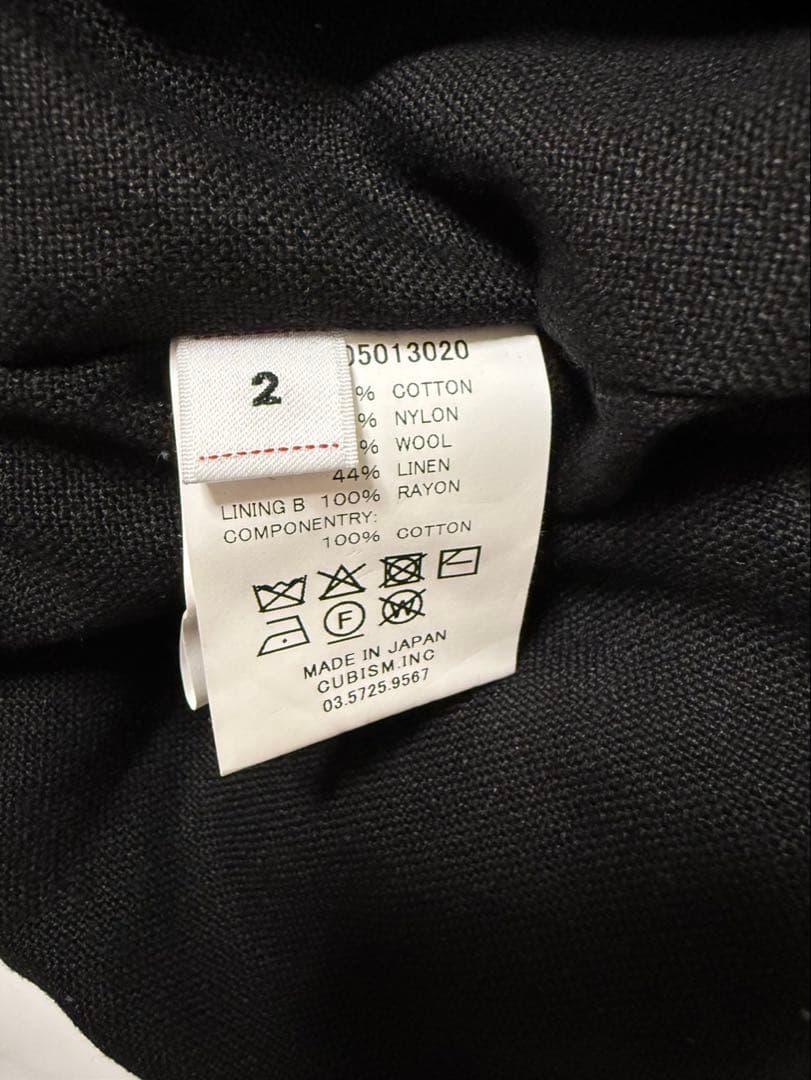 2
05013020
% COTTON
% NYLON
% WOOL
44% LINEN
LINING B 100% RAYON
COMPONENTRY:
100% COTTON
F
W
MADE IN JAPAN
CUBISM.INC
03.5725.9567